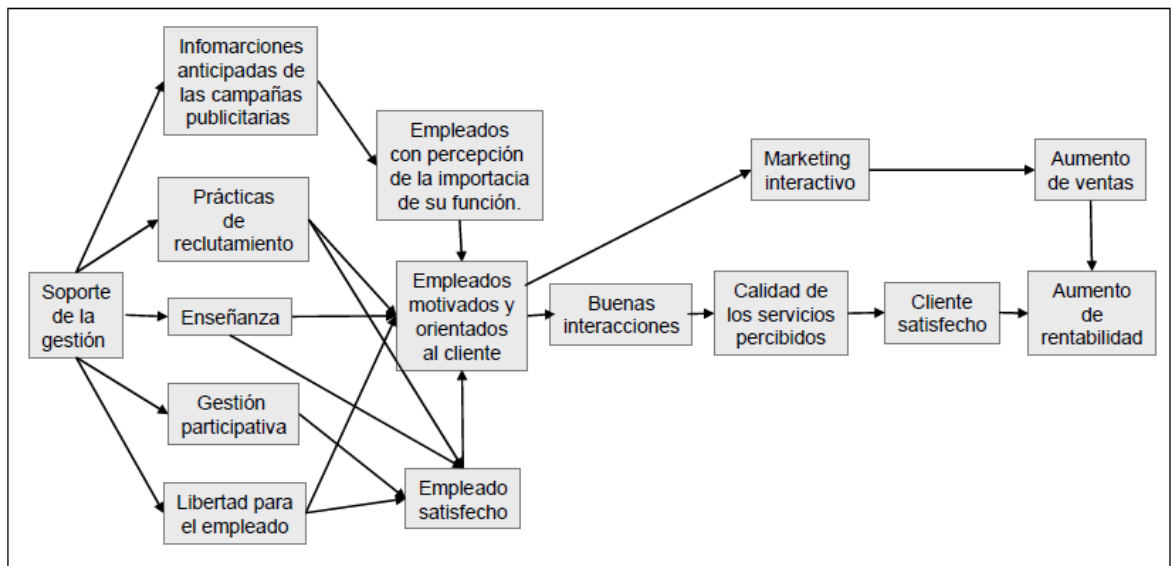 Infomarciones
anticipadas de
las campañas
publicitarias
Empleados
con percepción
de la importacia
de su función.
Marketing
interactivo
Aumento
de ventas
Prácticas
de
reclutamiento
Soporte
de la
gestión
Enseñanza
Empleados
motivados y
orientados
al cliente
Buenas
interacciones
Calidad de
los servicios
percibidos
Cliente
satisfecho
Aumento
de
rentabilidad
Gestión
participativa
Libertad para
el empleado
Empleado
satisfecho